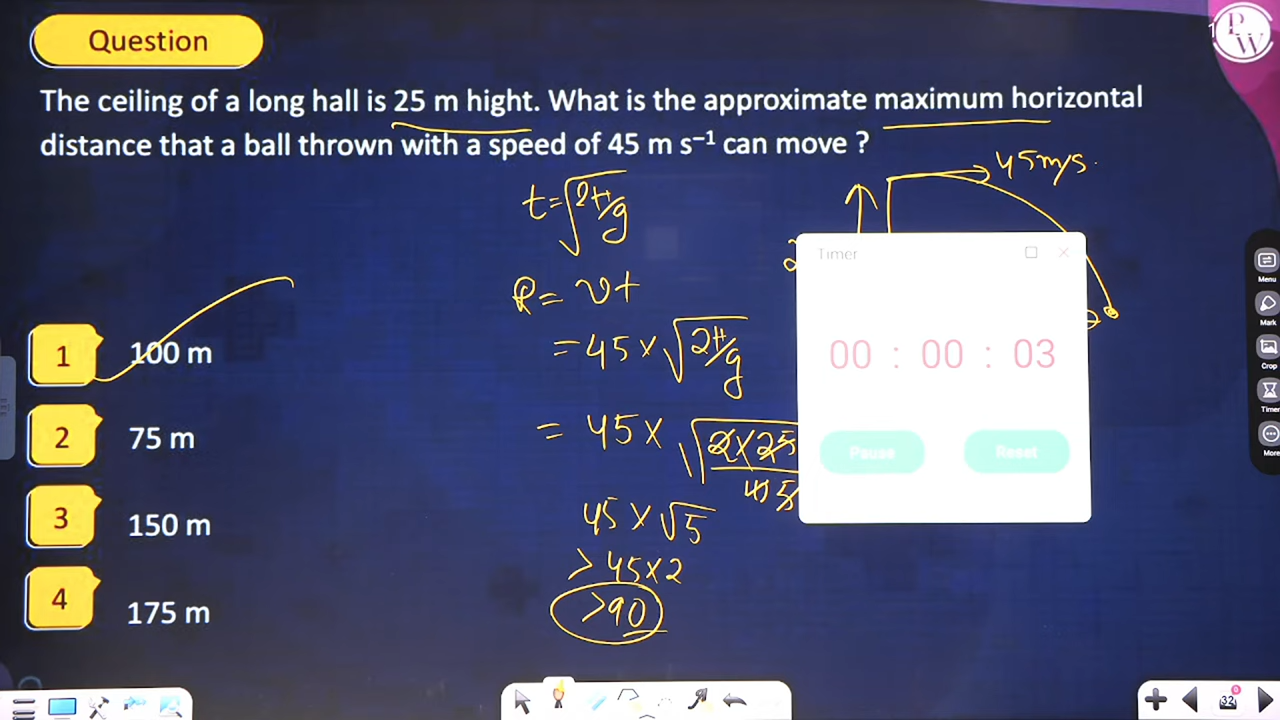 Question
PW
The ceiling of a long hall is 25 m hight. What is the approximate maximum horizontal
distance that a ball thrown with a speed of 45 m s⁻¹ can move ?
45 m/s.
t = √2H/g
Timer
R = vt
1 100 m
= 45 × √2H/g
00 : 00 : 03
2 75 m
= 45 ×
√2×25
Pause Reset
3 150 m
45 × √5
> 45×2
4 175 m
>90
Menu
Mark
Crop
Timer
More
32